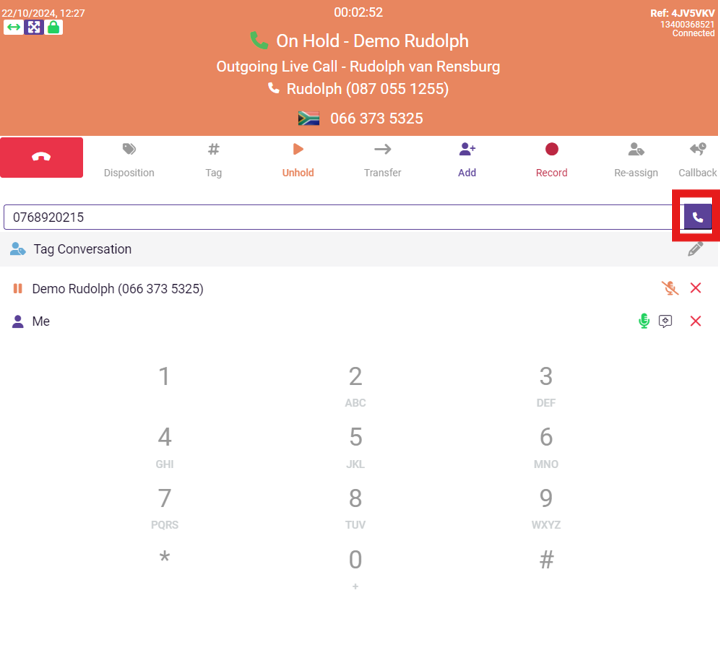 22/10/2024, 12:27
00:02:52
Ref: 4JV5VKV
13400368521
Connected
On Hold - Demo Rudolph
Outgoing Live Call - Rudolph van Rensburg
Rudolph (087 055 1255)
066 373 5325
Disposition
Tag
Unhold
Transfer
Add
Record
Re-assign
Callback
0768920215
Tag Conversation
Demo Rudolph (066 373 5325)
Me
1 2 3
ABC DEF
4 5 6
GHI JKL MNO
7 8 9
PQRS TUV WXYZ
* 0 #
+